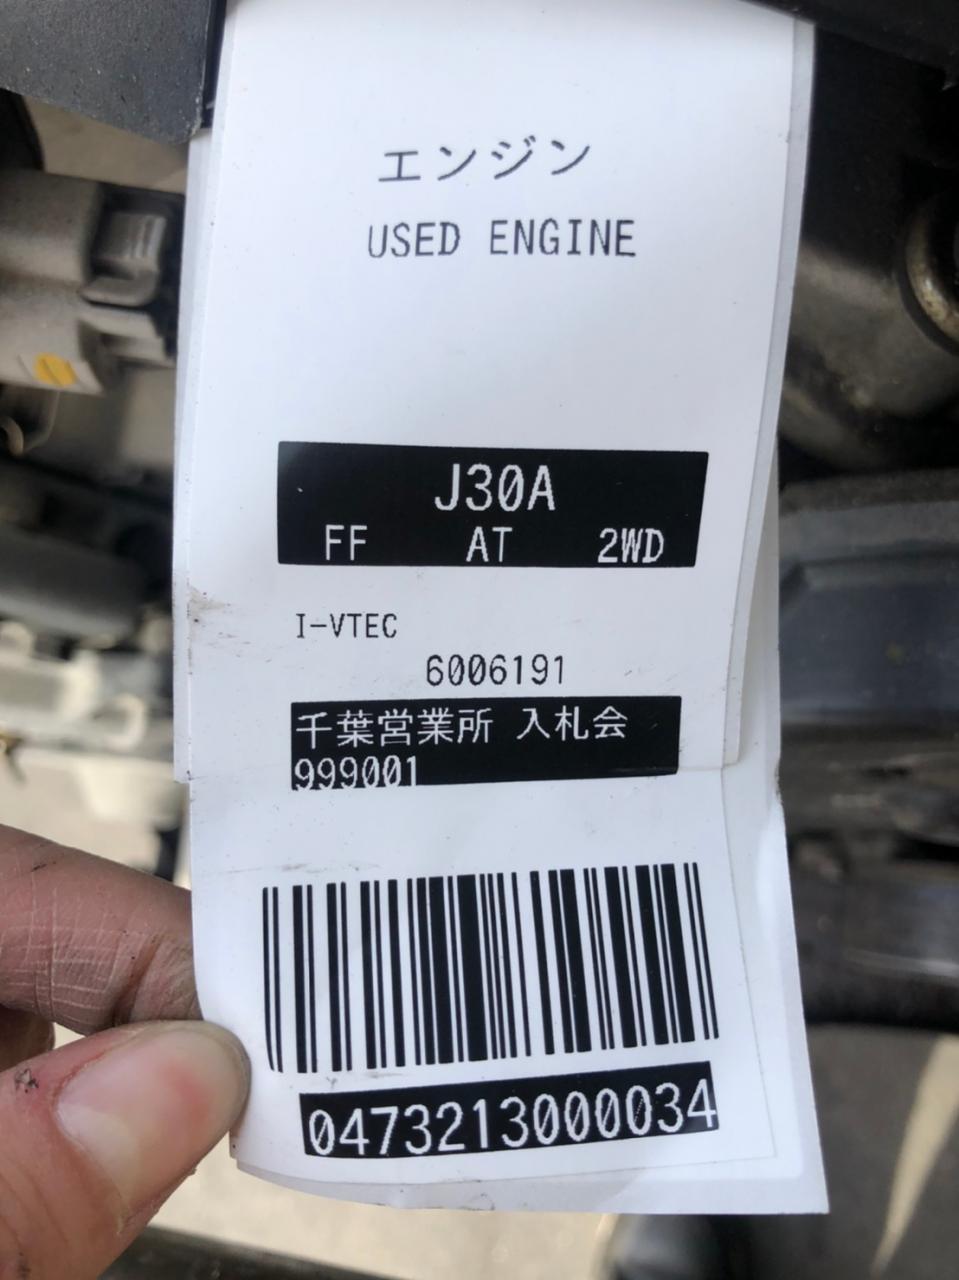 エンジン
USED ENGINE
J30A
FF AT 2WD
I-VTEC
6006191
千葉営業所 入札会
999001
0473213000034